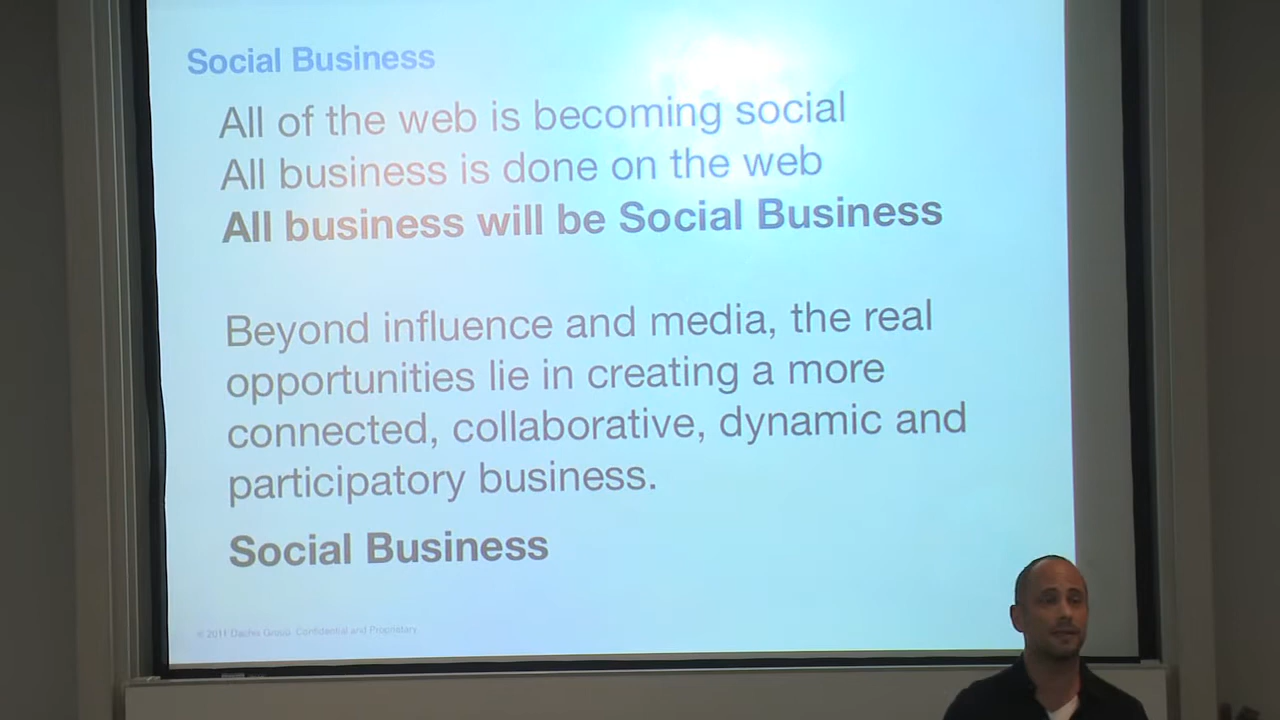 Social Business
All of the web is becoming social
All business is done on the web
All business will be Social Business
Beyond influence and media, the real
opportunities lie in creating a more
connected, collaborative, dynamic and
participatory business.
Social Business
© 2011 Dachis Group. Confidential and Proprietary